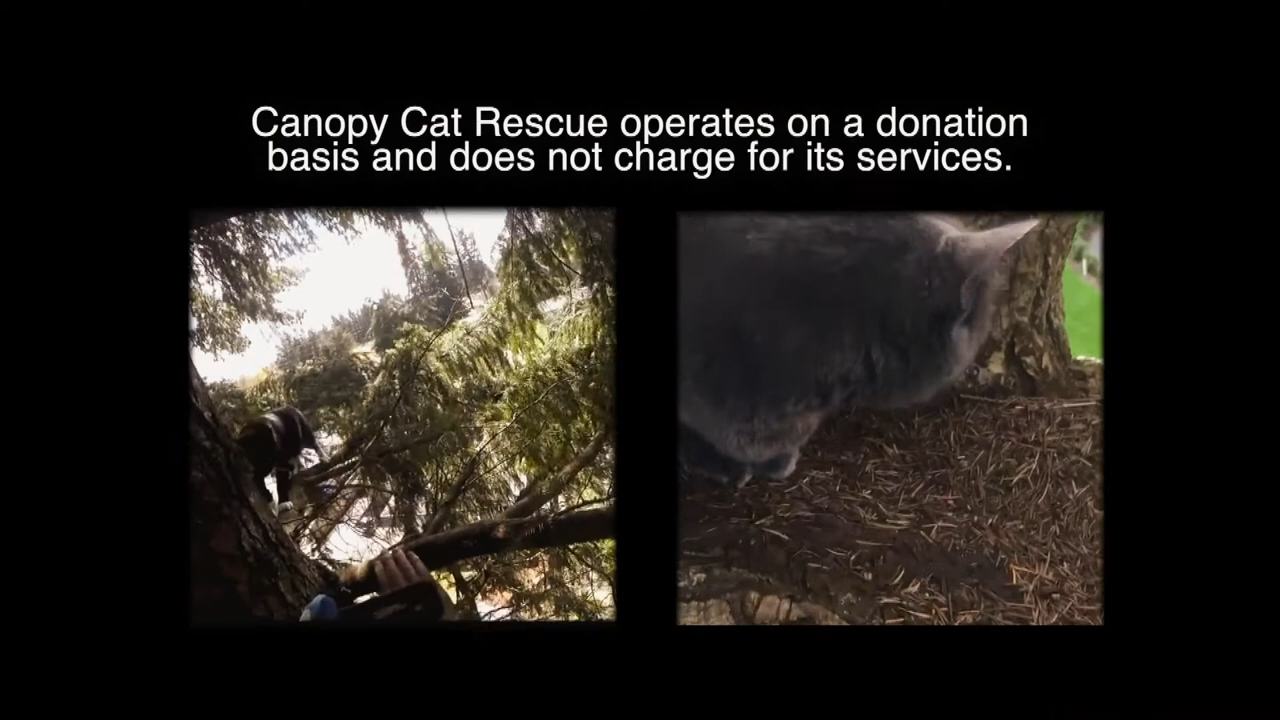 Canopy Cat Rescue operates on a donation
basis and does not charge for its services.